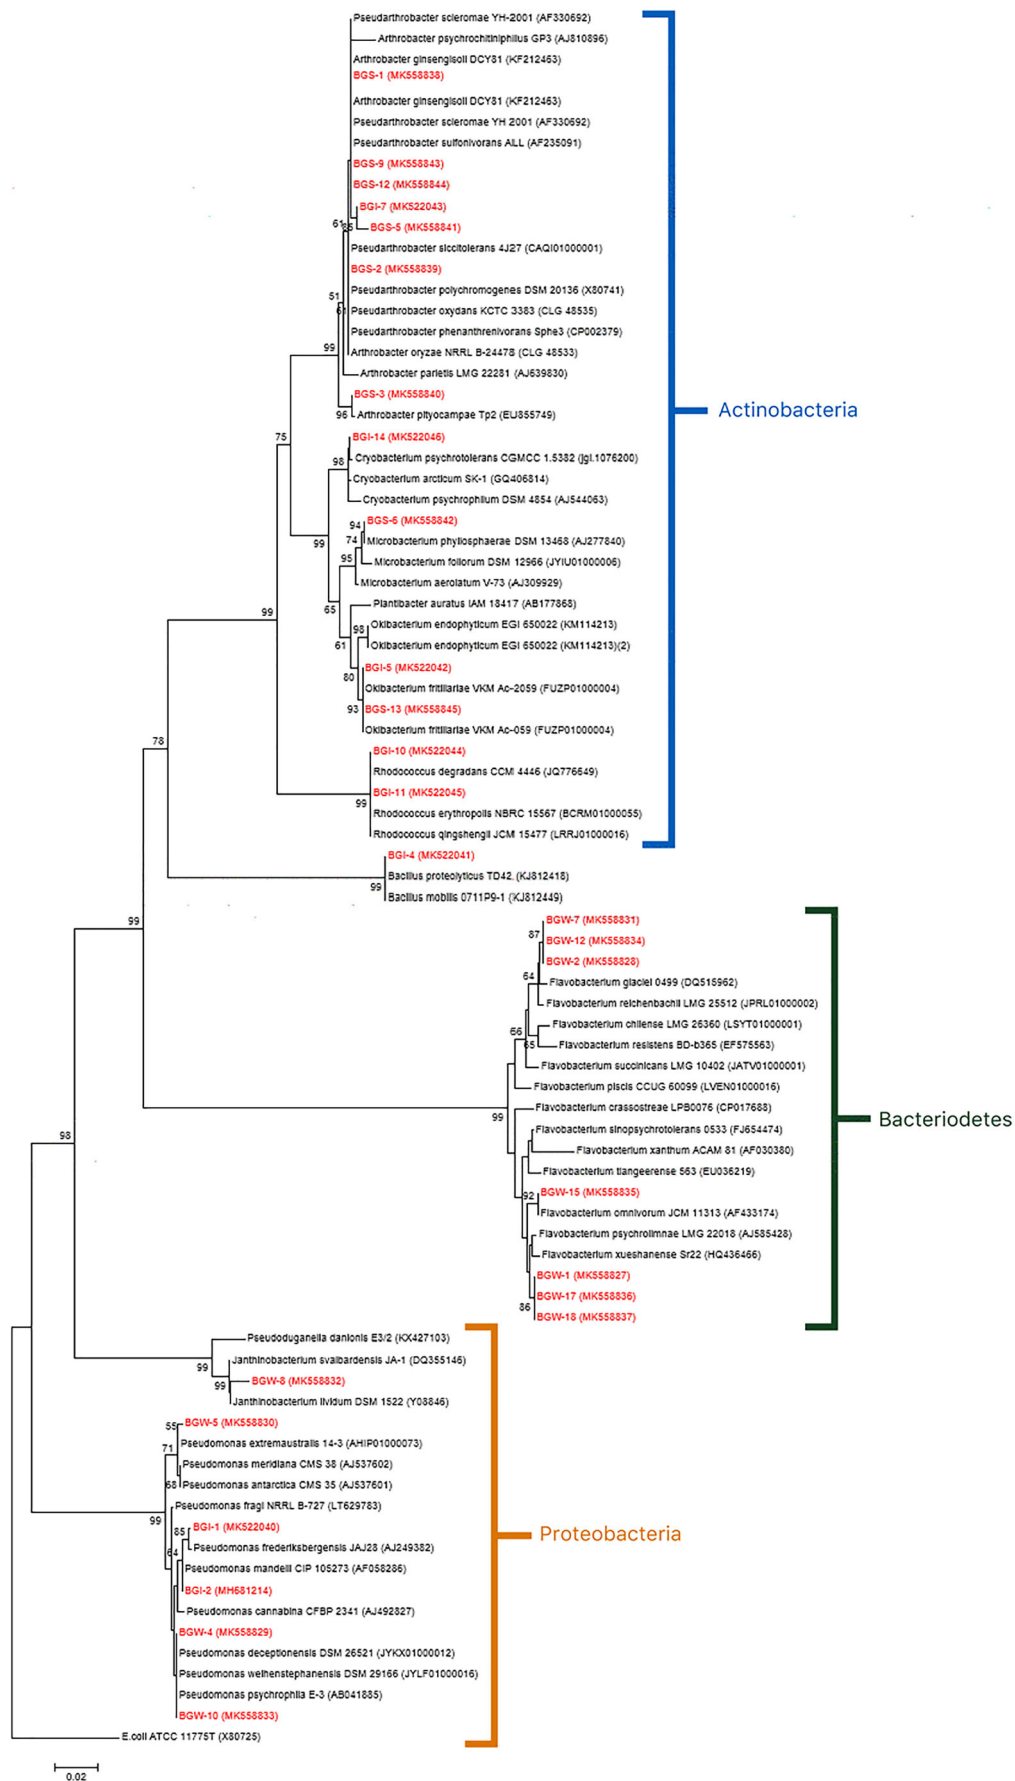 Pseudarthrobacter scleromae YH-2001 (AF330692)
Arthrobacter psychrochitiniphilus GP3 (AJ810896)
Arthrobacter ginsengisoli DCY81 (KF212463)
BGS-1 (MK558838)
Arthrobacter ginsengisoli DCY81 (KF212463)
Pseudarthrobacter scleromae YH 2001 (AF330692)
Pseudarthrobacter sulfonivorans ALL (AF235091)
BGS-9 (MK558843)
BGS-12 (MK558844)
BGI-7 (MK522043)
61
85
BGS-5 (MK558841)
Pseudarthrobacter siccitolerans 4J27 (CAQI01000001)
BGS-2 (MK558839)
Pseudarthrobacter polychromogenes DSM 20136 (X80741)
51
61
Pseudarthrobacter oxydans KCTC 3383 (CLG 48535)
Pseudarthrobacter phenanthrenivorans Sphe3 (CP002379)
99
Arthrobacter oryzae NRRL B-24478 (CLG 48533)
Arthrobacter parietis LMG 22281 (AJ639830)
BGS-3 (MK558840)
96
Arthrobacter pityocampae Tp2 (EU855749)
Actinobacteria
75
BGI-14 (MK522046)
98
Cryobacterium psychrotolerans CGMCC 1.5382 (jgi.1076200)
Cryobacterium arcticum SK-1 (GQ406814)
Cryobacterium psychrophilum DSM 4854 (AJ544063)
94
BGS-6 (MK558842)
99
74
Microbacterium phyllosphaerae DSM 13468 (AJ277840)
95
Microbacterium foliorum DSM 12966 (JYIU01000006)
Microbacterium aerolatum V-73 (AJ309929)
99
65
Plantibacter auratus IAM 18417 (AB177868)
98
Okibacterium endophyticum EGI 650022 (KM114213)
61
Okibacterium endophyticum EGI 650022 (KM114213)(2)
BGI-5 (MK522042)
80
Okibacterium fritillariae VKM Ac-2059 (FUZP01000004)
93
BGS-13 (MK558845)
Okibacterium fritillariae VKM Ac-059 (FUZP01000004)
78
BGI-10 (MK522044)
Rhodococcus degradans CCM 4446 (JQ776649)
BGI-11 (MK522045)
99
Rhodococcus erythropolis NBRC 15567 (BCRM01000055)
Rhodococcus qingshengii JCM 15477 (LRRJ01000016)
BGI-4 (MK522041)
Bacillus proteolyticus TD42. (KJ812418)
99
Bacillus mobilis 0711P9-1 (KJ812449)
99
BGW-7 (MK558831)
87
BGW-12 (MK558834)
BGW-2 (MK558828)
64
Flavobacterium glaciei 0499 (DQ515962)
Flavobacterium reichenbachii LMG 25512 (JPRL01000002)
66
Flavobacterium chilense LMG 26360 (LSYT01000001)
65
Flavobacterium resistens BD-b365 (EF575563)
Flavobacterium succinicans LMG 10402 (JATV01000001)
Flavobacterium piscis CCUG 60099 (LVEN01000016)
99
Flavobacterium crassostreae LPB0076 (CP017688)
Bacteriodetes
Flavobacterium sinopsychrotolerans 0533 (FJ654474)
98
Flavobacterium xanthum ACAM 81 (AF030380)
Flavobacterium tiangeerense 563 (EU036219)
92
BGW-15 (MK558835)
Flavobacterium omnivorum JCM 11313 (AF433174)
Flavobacterium psychrolimnae LMG 22018 (AJ585428)
Flavobacterium xueshanense Sr22 (HQ436466)
BGW-1 (MK558827)
BGW-17 (MK558836)
86
BGW-18 (MK558837)
Pseudoduganella danionis E3/2 (KX427103)
99
Janthinobacterium svalbardensis JA-1 (DQ355146)
99
BGW-8 (MK558832)
Janthinobacterium lividum DSM 1522 (Y08846)
55
BGW-5 (MK558830)
71
Pseudomonas extremaustralis 14-3 (AHIP01000073)
Pseudomonas meridiana CMS 38 (AJ537602)
68
Pseudomonas antarctica CMS 35 (AJ537601)
Pseudomonas fragi NRRL B-727 (LT629783)
99
85
BGI-1 (MK522040)
Proteobacteria
64
Pseudomonas frederiksbergensis JAJ28 (AJ249382)
Pseudomonas mandelii CIP 105273 (AF058286)
BGI-2 (MH681214)
Pseudomonas cannabina CFBP 2341 (AJ492827)
BGW-4 (MK558829)
Pseudomonas deceptionensis DSM 26521 (JYKX01000012)
Pseudomonas weihenstephanensis DSM 29166 (JYLF01000016)
Pseudomonas psychrophila E-3 (AB041885)
BGW-10 (MK558833)
E.coli ATCC 11775T (X80725)
0.02